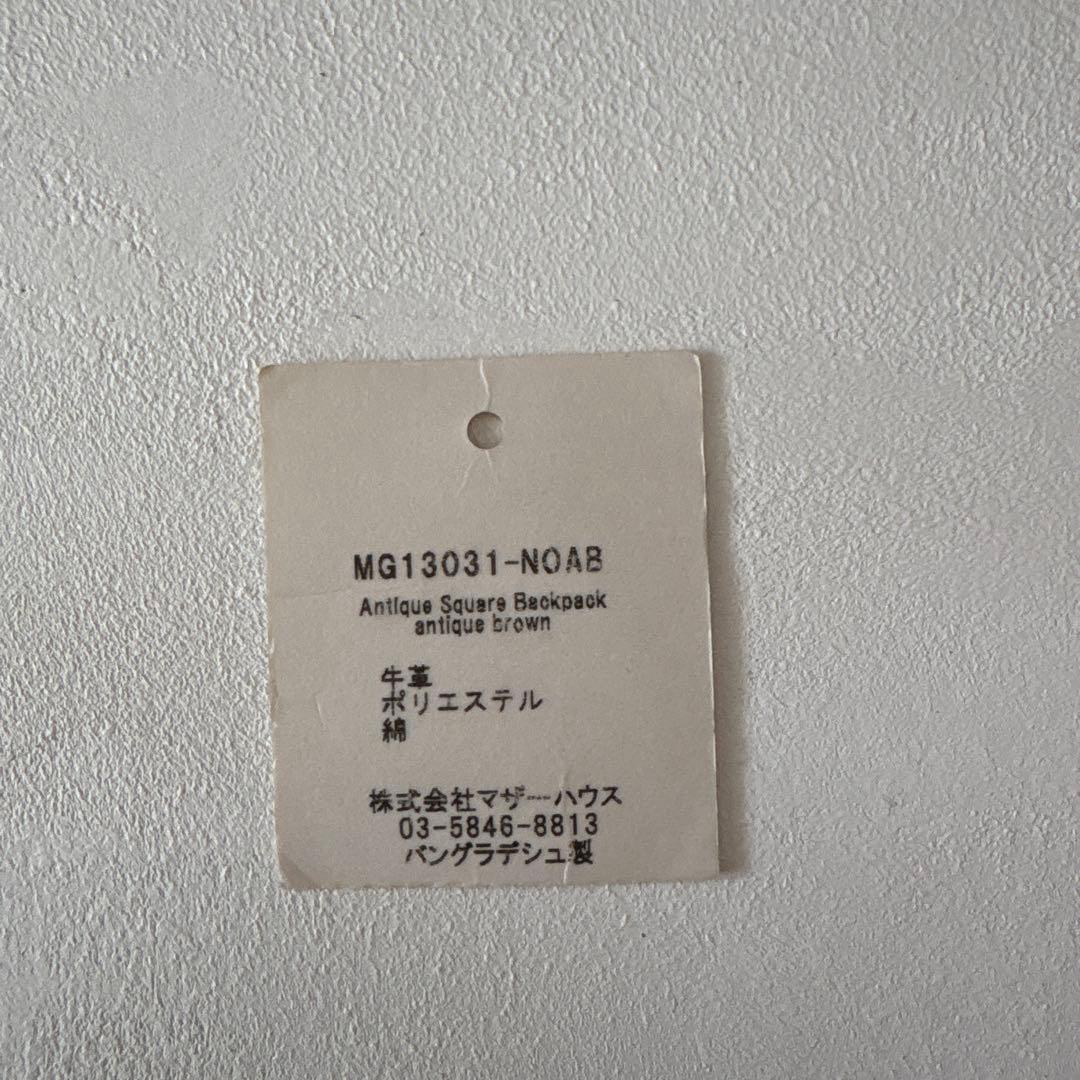 MG13031-NOAB
Antique Square Backpack
antique brown
牛革
ポリエステル
綿
株式会社マザーハウス
03-5846-8813
バングラデシュ製